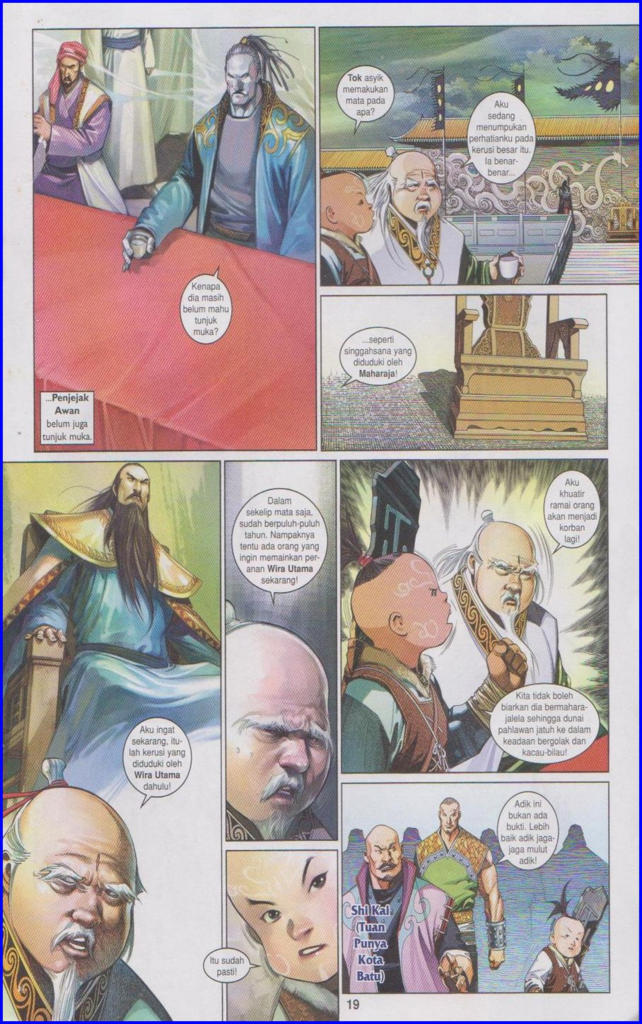 Kenapa
dia masih
belum mahu
tunjuk
muka?
...Penjejak
Awan
belum juga
tunjuk muka.
Tok asyik
memakukan
mata pada
apa?
Aku
sedang
menumpukan
perhatianku pada
kerusi besar itu.
Ia benar-
benar...
...seperti
singgahsana yang
diduduki oleh
Maharaja!
Aku ingat
sekarang, itu-
lah kerusi yang
diduduki oleh
Wira Utama
dahulu!
Dalam
sekelip mata saja,
sudah berpuluh-puluh
tahun. Nampaknya
tentu ada orang yang
ingin memainkan per-
anan Wira Utama
sekarang!
Itu sudah
pasti!
Aku
khuatir
ramai orang
akan menjadi
korban
lagi!
Kita tidak boleh
biarkan dia bermahara-
jalela sehingga dunai
pahlawan jatuh ke dalam
keadaan bergolak dan
kacau-bilau!
Adik ini
bukan ada
bukti. Lebih
baik adik jaga-
jaga mulut
adik!
Shi Kai
(Tuan
Punya
Kota
Batu)
19